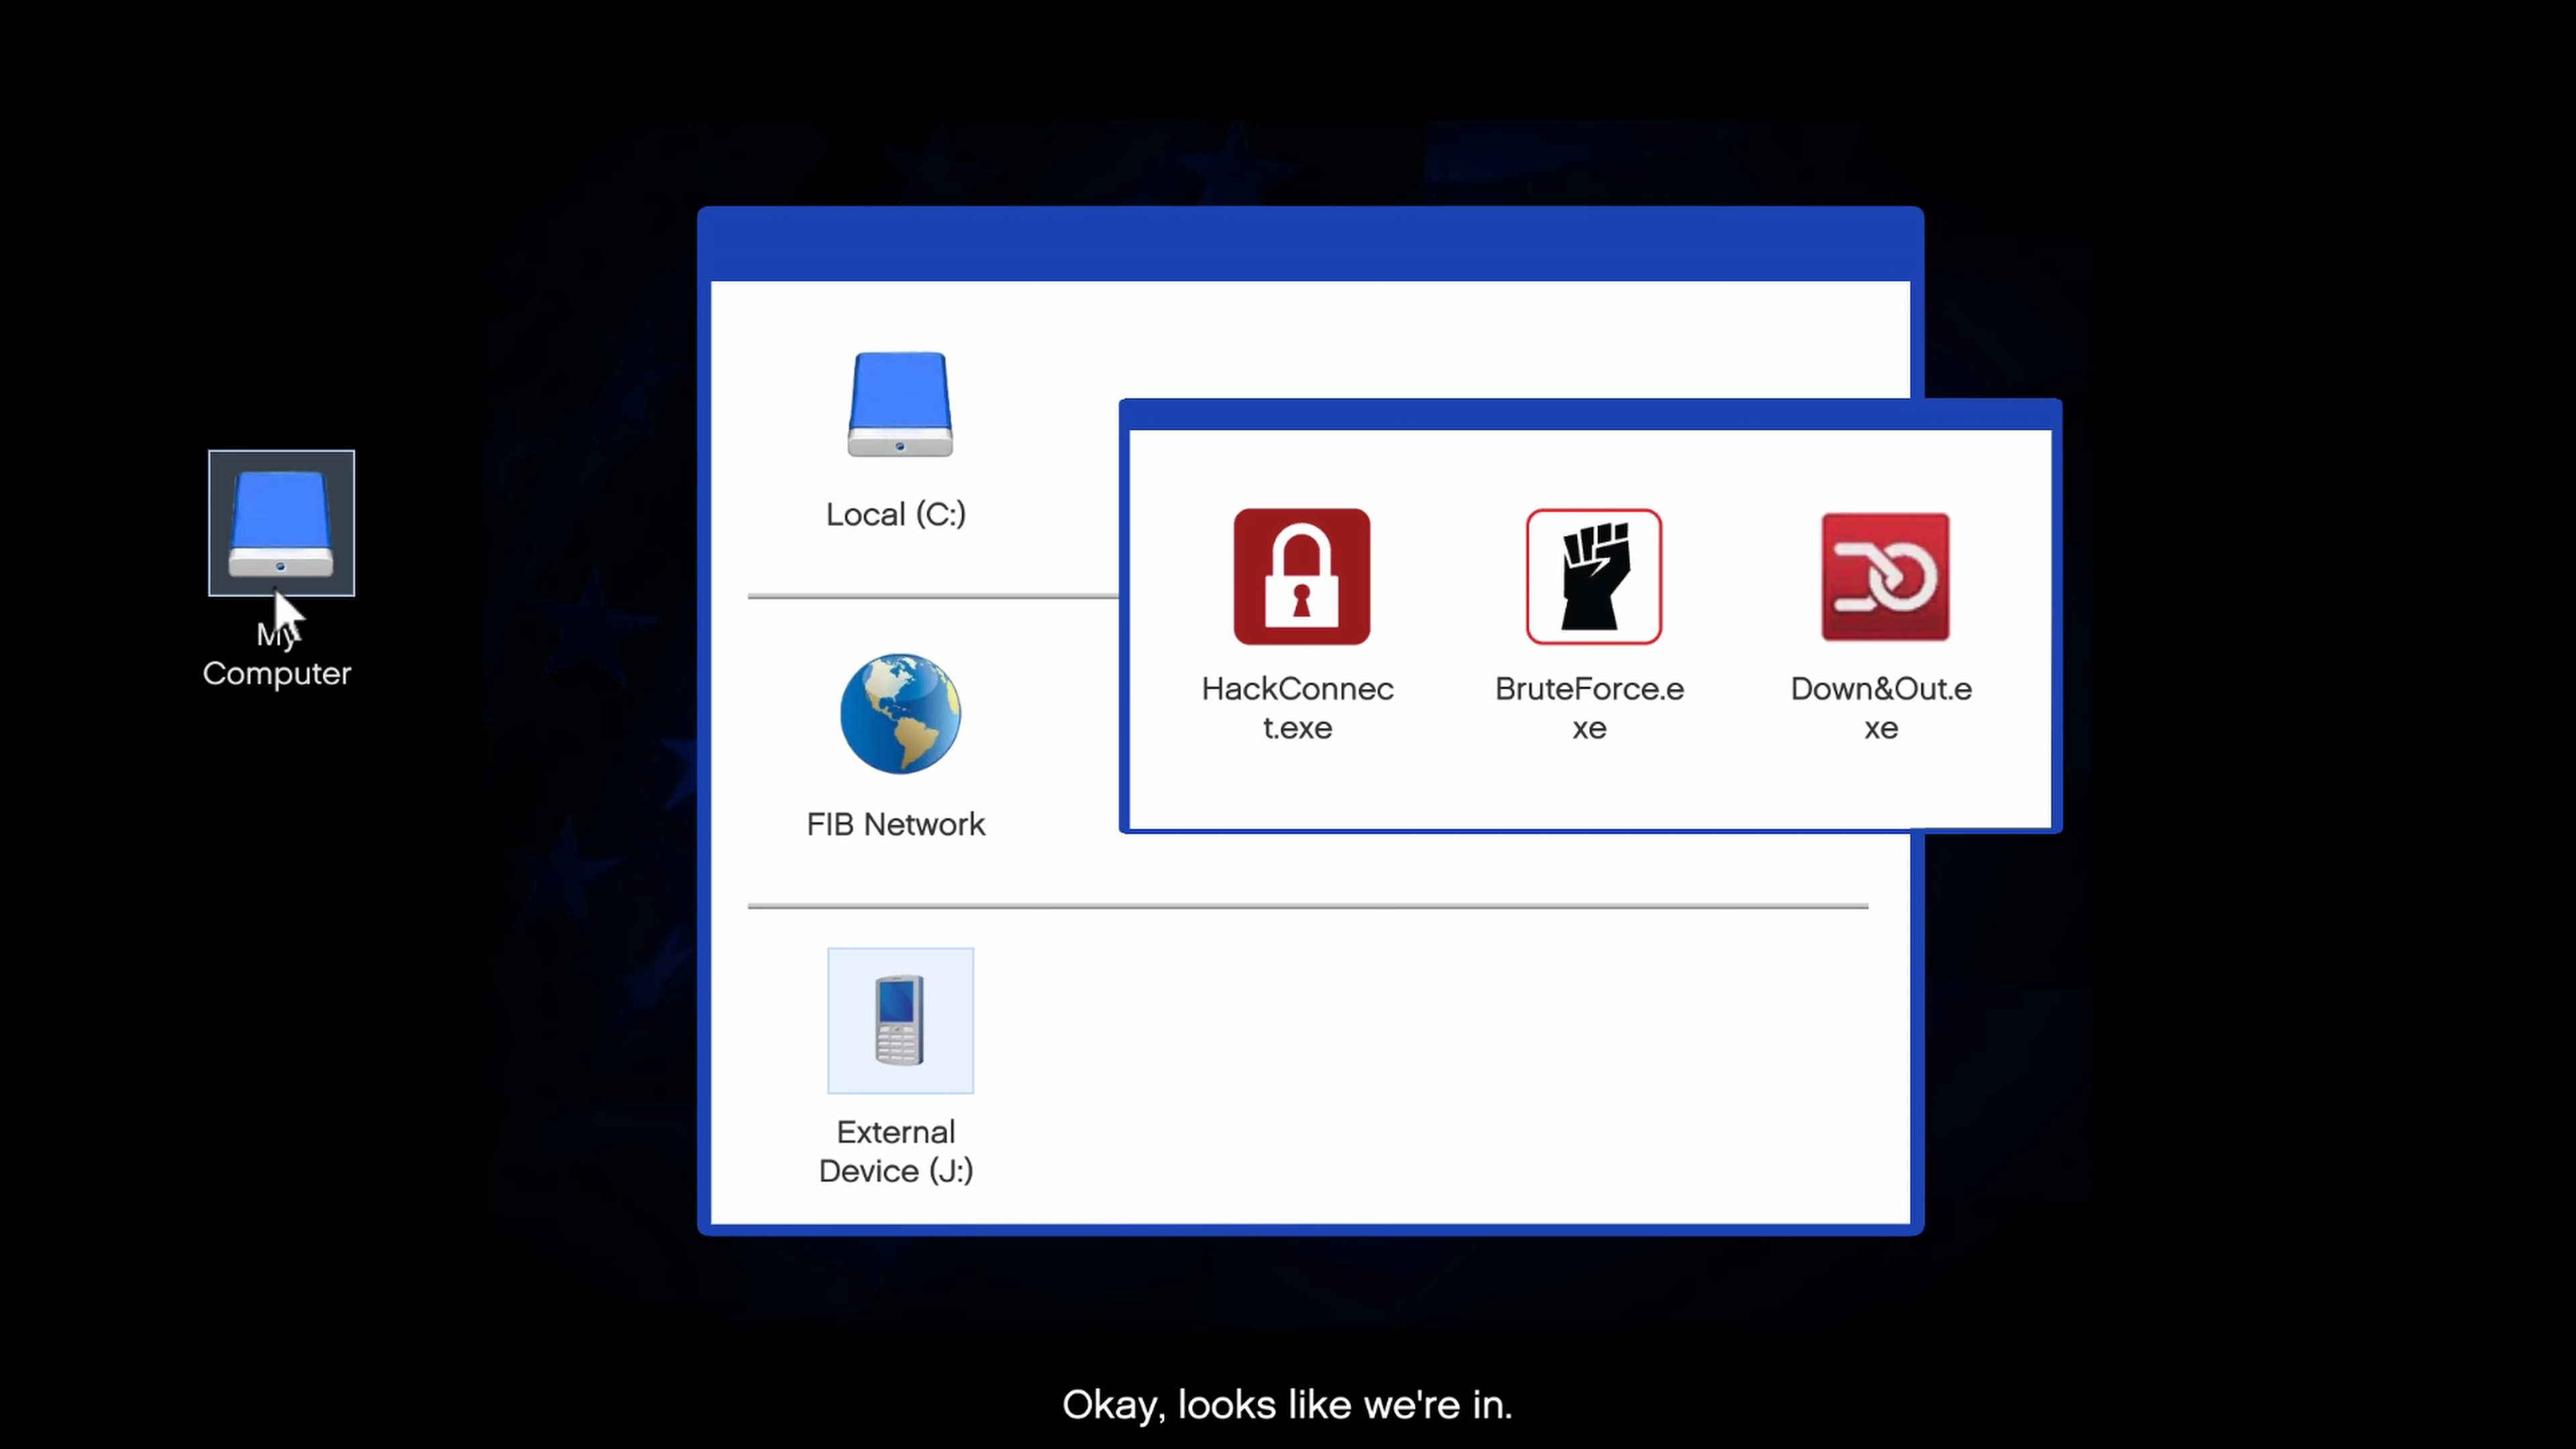 My
Computer
Local (C:)
FIB Network
External
Device (J:)
HackConnec
t.exe
BruteForce.e
xe
Down&Out.e
xe
Okay, looks like we're in.